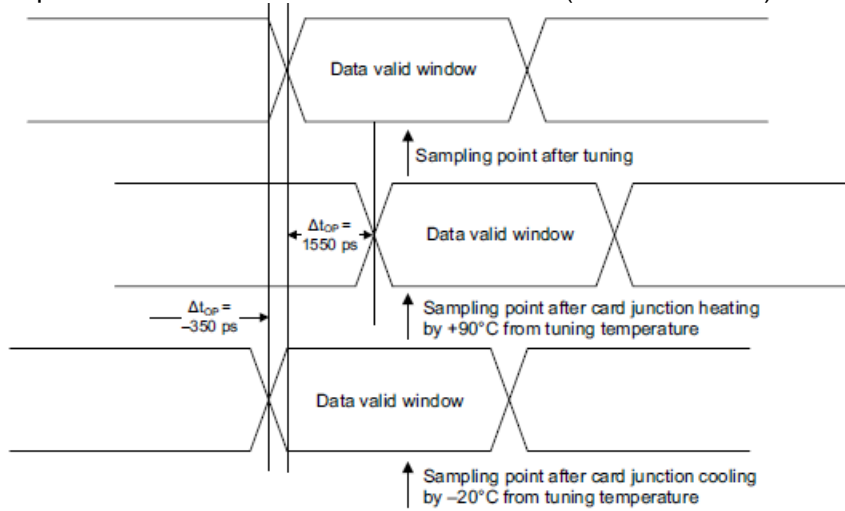 Data valid window
Sampling point after tuning
ΔtOP =
1550 ps
Data valid window
ΔtOP =
–350 ps
Sampling point after card junction heating
by +90°C from tuning temperature
Data valid window
Sampling point after card junction cooling
by –20°C from tuning temperature